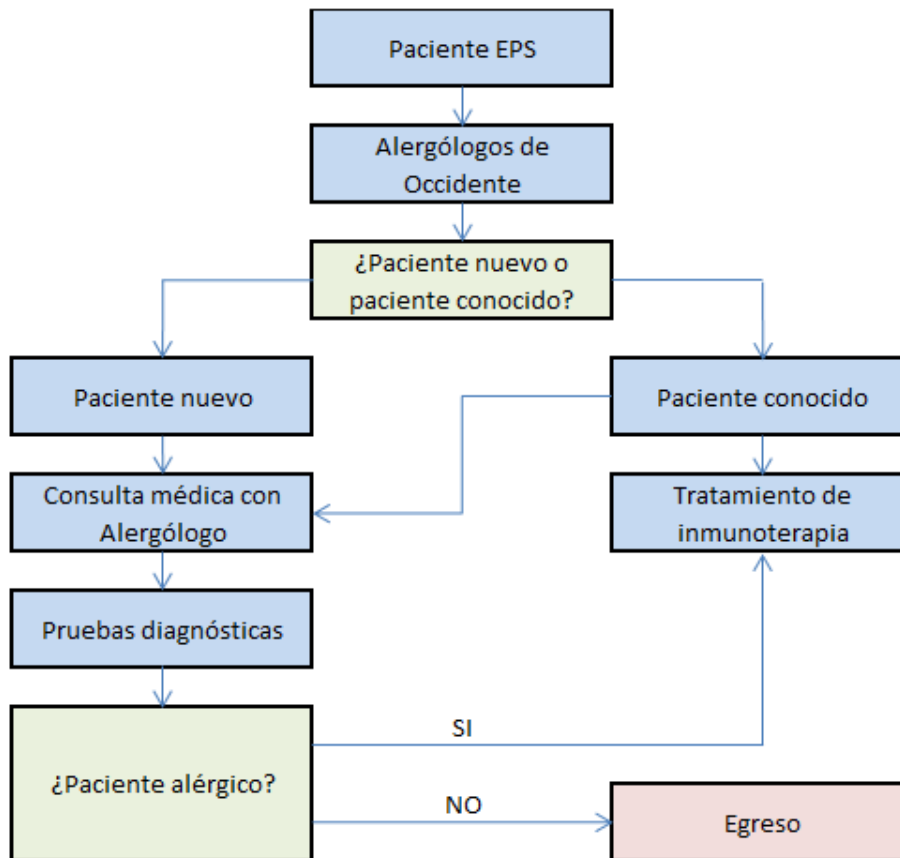 Paciente EPS
Alergólogos de
Occidente
¿Paciente nuevo o
paciente conocido?
Paciente nuevo
Paciente conocido
Consulta médica con
Alergólogo
Tratamiento de
inmunoterapia
Pruebas diagnósticas
¿Paciente alérgico?
SI
NO
Egreso